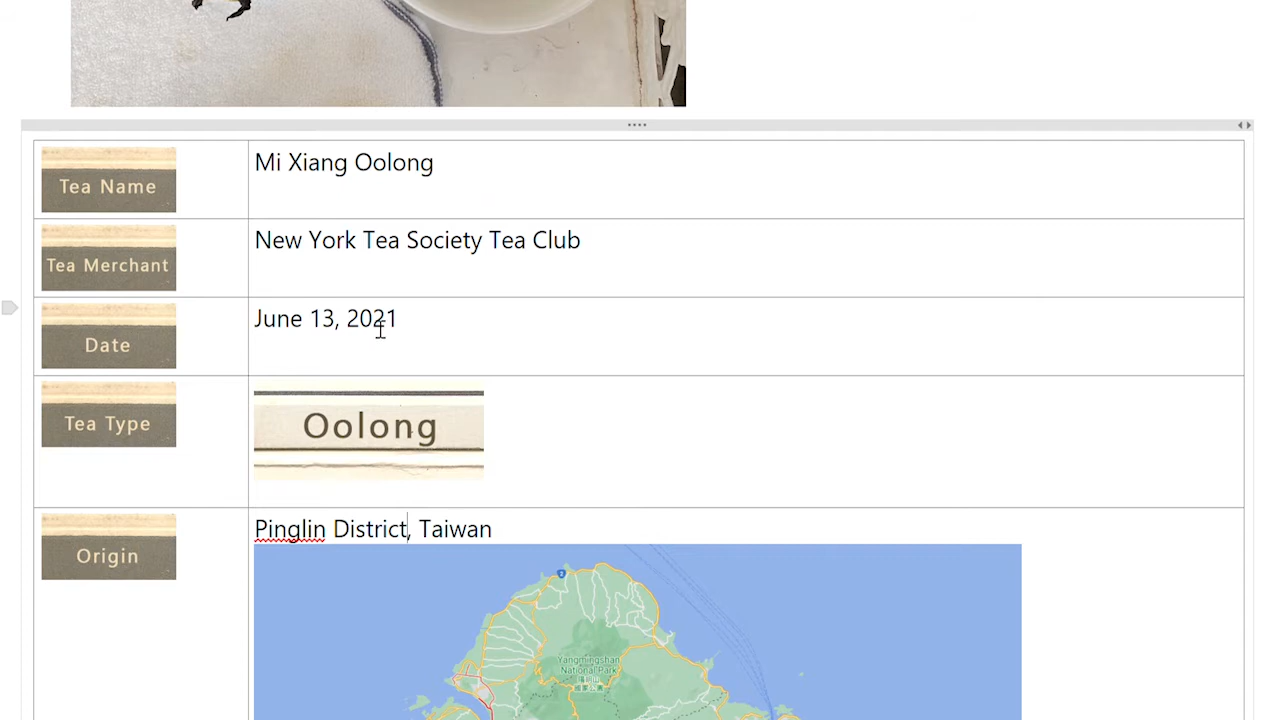 Tea Name
Mi Xiang Oolong
Tea Merchant
New York Tea Society Tea Club
Date
June 13, 2021
Tea Type
Oolong
Origin
Pinglin District, Taiwan
2
Yangmingshan
National Park